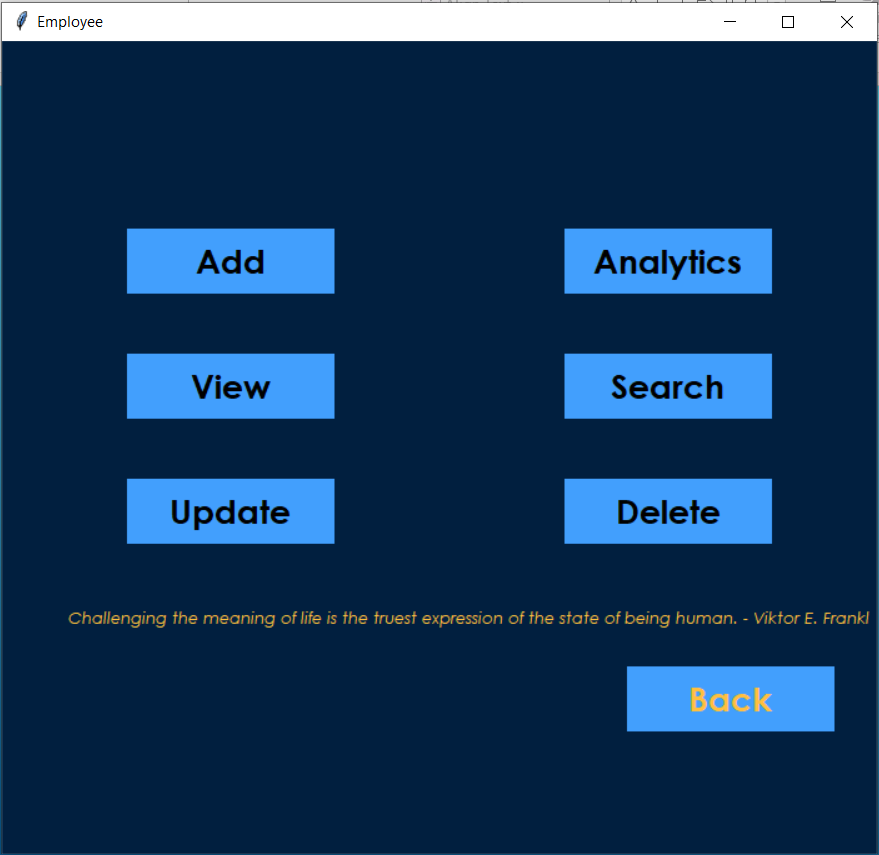 Employee
Add
Analytics
View
Search
Update
Delete
Challenging the meaning of life is the truest expression of the state of being human. - Viktor E. Frankl
Back